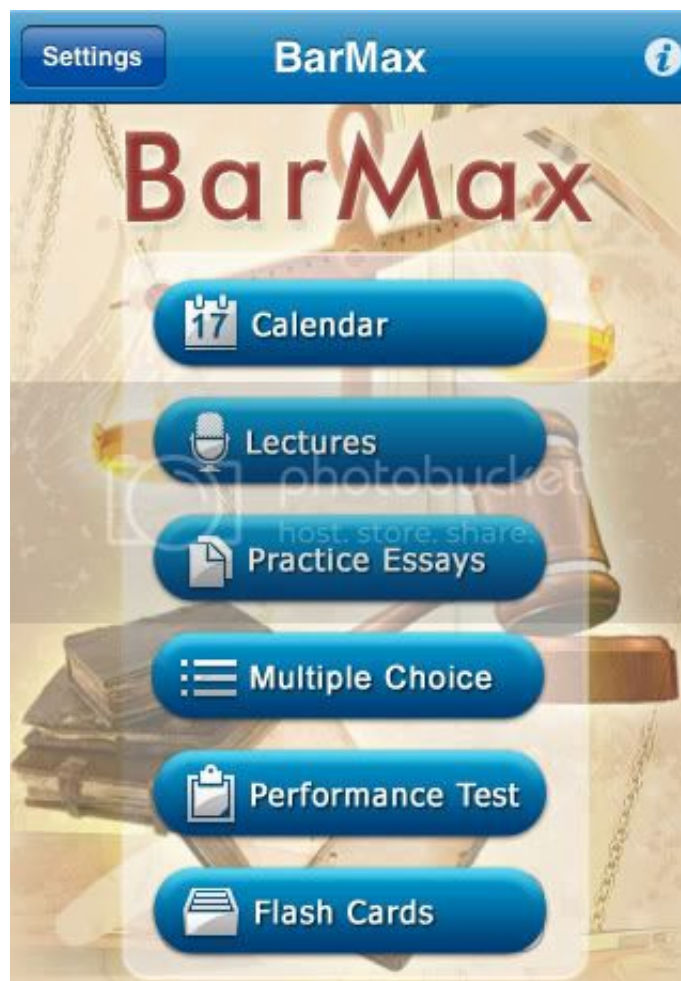 Settings
BarMax
i
BarMax
17
Calendar
Lectures
photobucket
host. store. share.
Practice Essays
Multiple Choice
Performance Test
Flash Cards